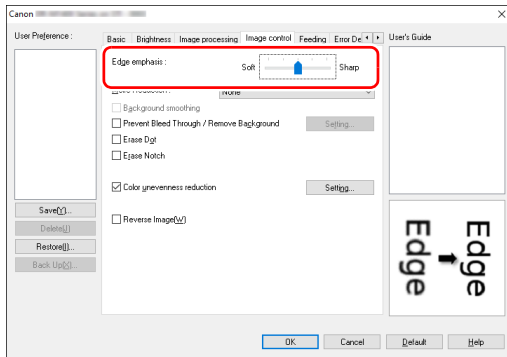 Canon on
User Preference :
Basic Brightness Image processing Image control Feeding Error De
User's Guide
Edge emphasis :
Soft Sharp
None
Background smoothing
Prevent Bleed Through / Remove Background
Setting...
Erase Dot
Erase Notch
Color unevenness reduction
Setting...
Reverse Image(W)
Save(Y)...
Delete(J)
Restore(I)...
Back Up(X)...
Edge
Edge
OK Cancel Default Help